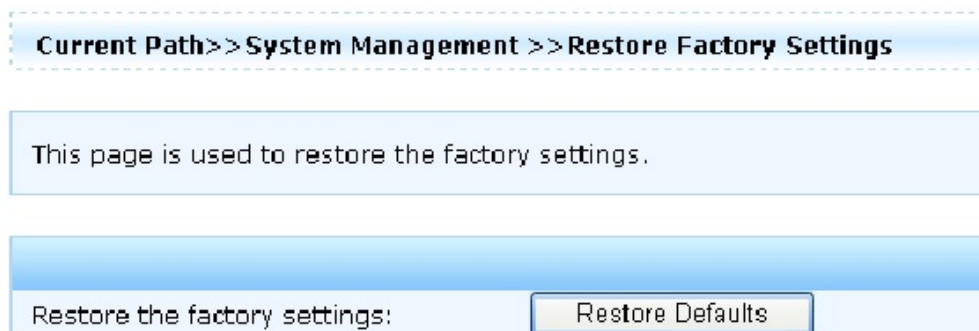 Current Path>>System Management >>Restore Factory Settings
This page is used to restore the factory settings.
Restore the factory settings: Restore Defaults